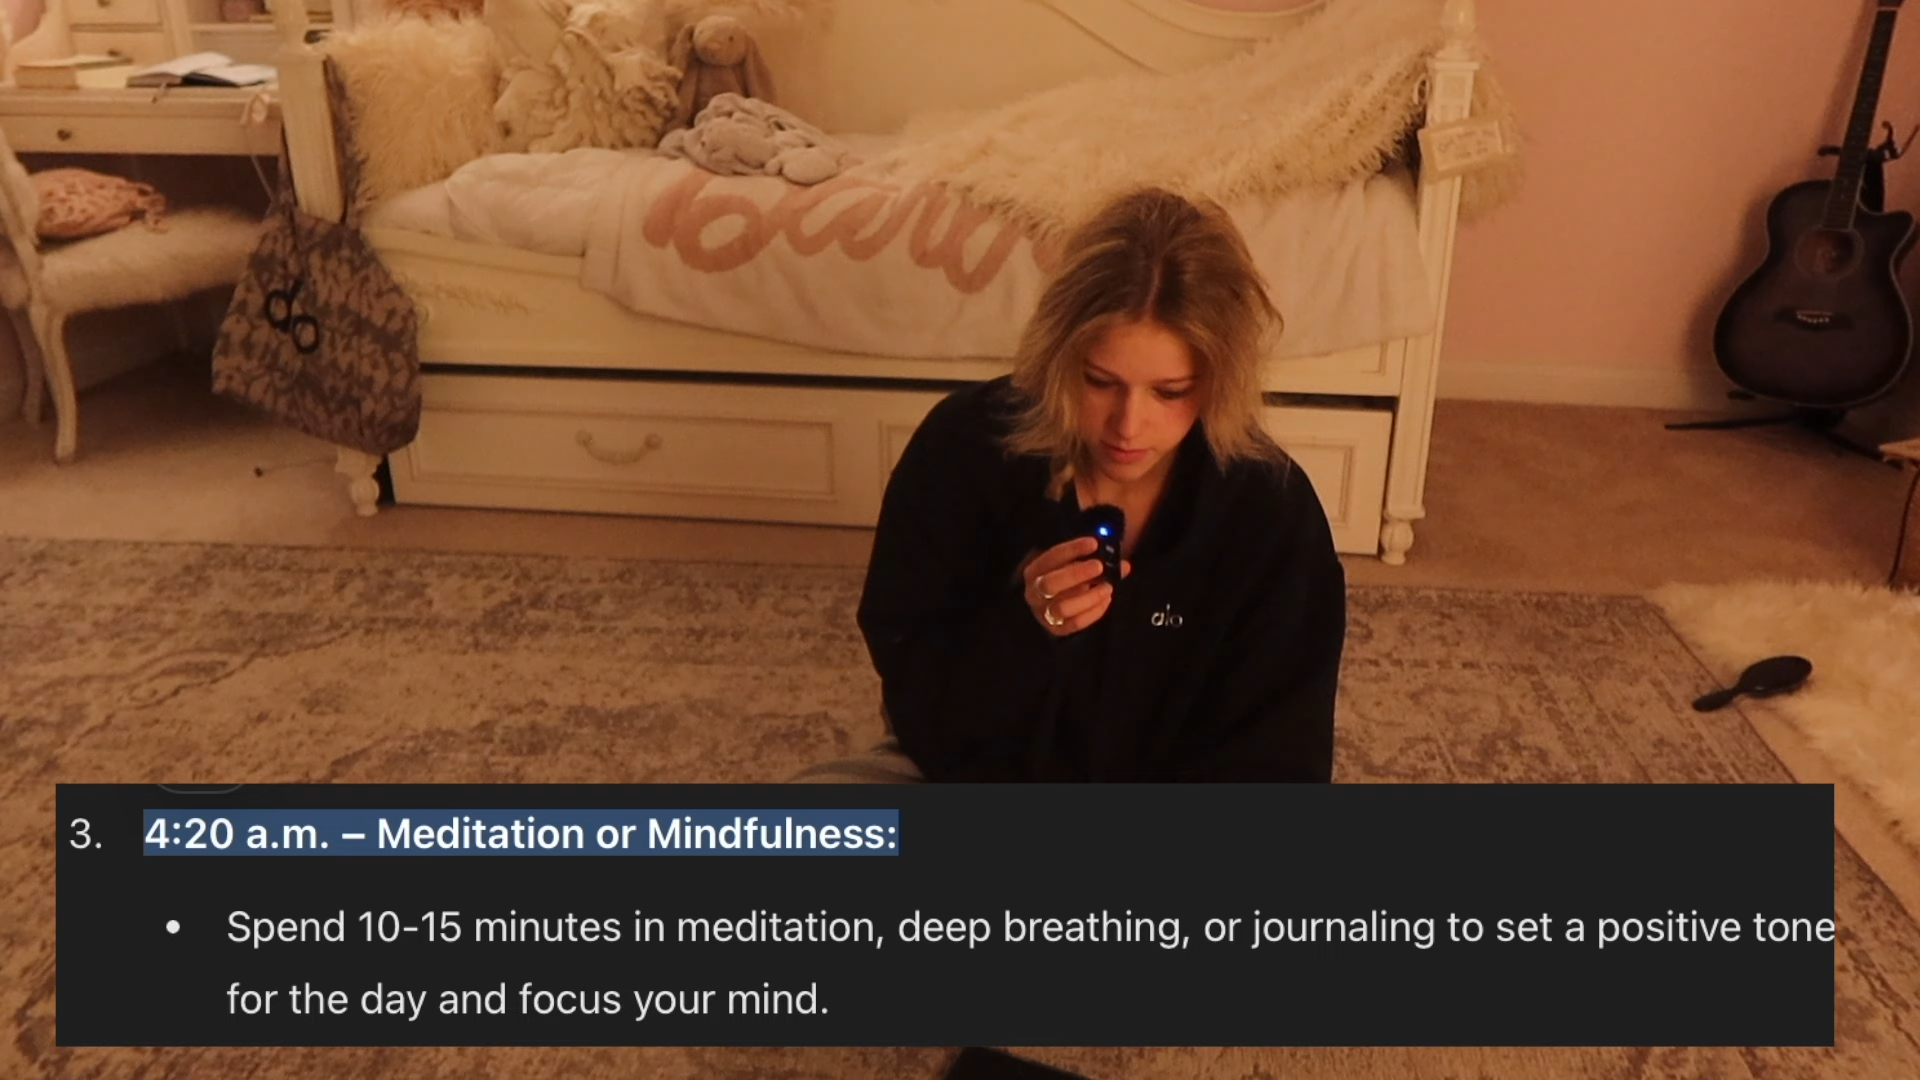 alo
3. 4:20 a.m. – Meditation or Mindfulness:
• Spend 10-15 minutes in meditation, deep breathing, or journaling to set a positive tone
for the day and focus your mind.